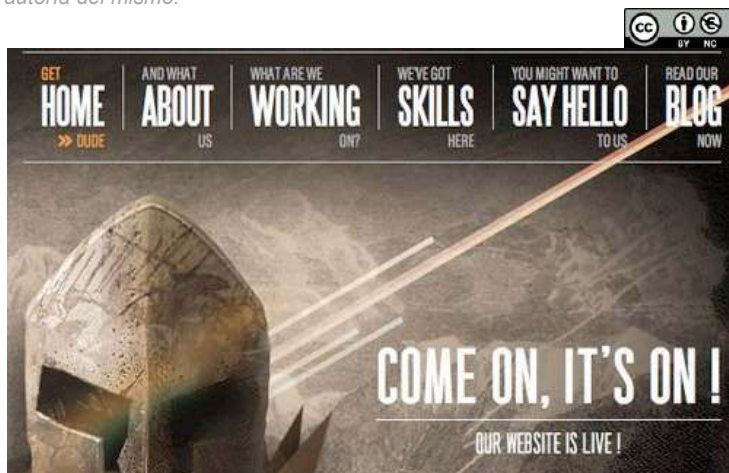 autoría del mismo.
cc BY NC
GET AND WHAT WHAT ARE WE WE'VE GOT YOU MIGHT WANT TO READ OUR
HOME ABOUT WORKING SKILLS SAY HELLO BLOG
>> DUDE US ON? HERE TO US NOW
COME ON, IT'S ON !
OUR WEBSITE IS LIVE !